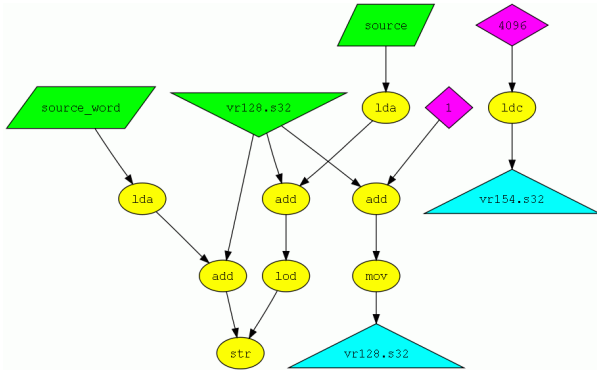 source
4096
source_word
vr128.s32
lda
1
ldc
lda
add
add
vr154.s32
add
lod
mov
str
vr128.s32